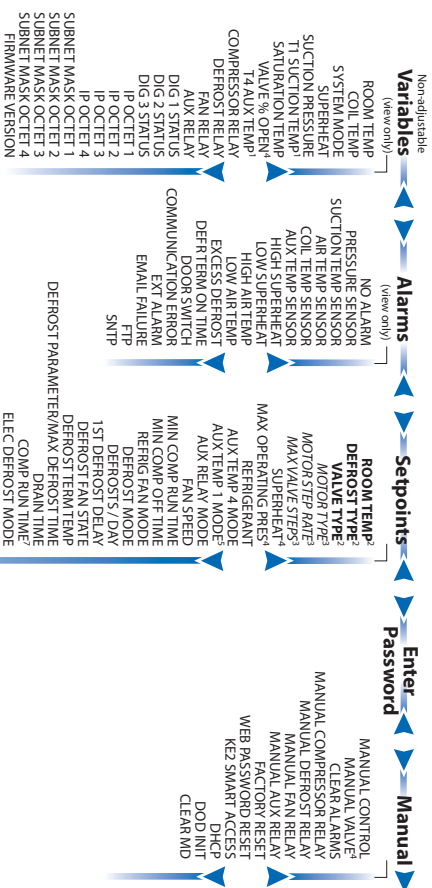 Non-adjustable
Variables
(view only)
ROOM TEMP
COIL TEMP
SYSTEM MODE
SUPERHEAT
SUCTION PRESSURE
T1 SUCTION TEMP¹
SATURATION TEMP
VALVE % OPEN⁴
T4 AUX TEMP¹
COMPRESSOR RELAY
DEFROST RELAY
FAN RELAY
AUX RELAY
DIG 1 STATUS
DIG 2 STATUS
DIG 3 STATUS
IP OCTET 1
IP OCTET 2
IP OCTET 3
IP OCTET 4
SUBNET MASK OCTET 1
SUBNET MASK OCTET 2
SUBNET MASK OCTET 3
SUBNET MASK OCTET 4
FIRMWARE VERSION
Alarms
(view only)
NO ALARM
PRESSURE SENSOR
SUCTION TEMP SENSOR
AIR TEMP SENSOR
COIL TEMP SENSOR
AUX TEMP SENSOR
HIGH SUPERHEAT
LOW SUPERHEAT
HIGH AIR TEMP
LOW AIR TEMP
EXCESS DEFROST
DEFR TERM ON TIME
DOOR SWITCH
COMMUNICATION ERROR
EXT ALARM
EMAIL FAILURE
FTP
SNTP
Setpoints
ROOM TEMP²
DEFROST TYPE²
VALVE TYPE²
MOTOR TYPE³
MOTOR STEP RATE³
MAX VALVE STEPS³
SUPERHEAT⁴
MAX OPERATING PRES⁴
REFRIGERANT
AUX TEMP 4 MODE
AUX TEMP 1 MODE⁵
AUX RELAY MODE
FAN SPEED
MIN COMP RUN TIME
MIN COMP OFF TIME
REFRIG FAN MODE
DEFROST MODE
DEFROSTS / DAY
1ST DEFROST DELAY
DEFROST FAN STATE
DEFROST TERM TEMP
DEFROST PARAMETER/MAX DEFROST TIME
DRAIN TIME
COMP RUN TIME⁷
ELEC DEFROST MODE
Enter
Password
Manual
MANUAL CONTROL
MANUAL VALVE⁴
CLEAR ALARMS
MANUAL COMPRESSOR RELAY
MANUAL DEFROST RELAY
MANUAL FAN RELAY
MANUAL AUX RELAY
FACTORY RESET
WEB PASSWORD RESET
KE2 SMART ACCESS
DHCP
DOD INIT
CLEAR MD